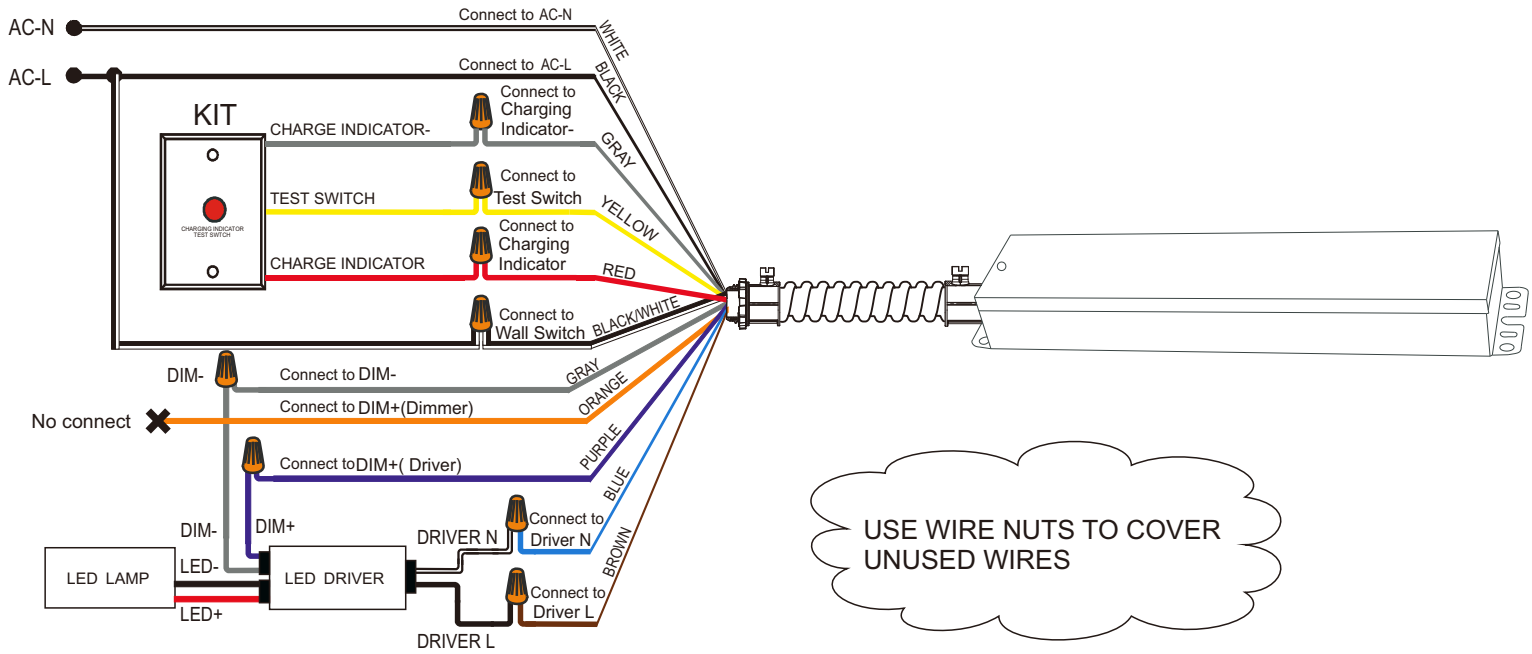 AC-N
Connect to AC-N
WHITE
AC-L
Connect to AC-L
BLACK
KIT
CHARGE INDICATOR-
Connect to
Charging
Indicator-
GRAY
TEST SWITCH
Connect to
Test Switch
YELLOW
CHARGING INDICATOR
TEST SWTCH
CHARGE INDICATOR
Connect to
Charging
Indicator
RED
Connect to
Wall Switch
BLACK/WHITE
DIM-
Connect to DIM-
GRAY
No connect
Connect to DIM+(Dimmer)
ORANGE
Connect to DIM+( Driver)
PURPLE
DIM-
DIM+
DRIVER N
Connect to
Driver N
BLUE
LED LAMP
LED-
LED+
LED DRIVER
DRIVER L
Connect to
Driver L
BROWN
USE WIRE NUTS TO COVER
UNUSED WIRES